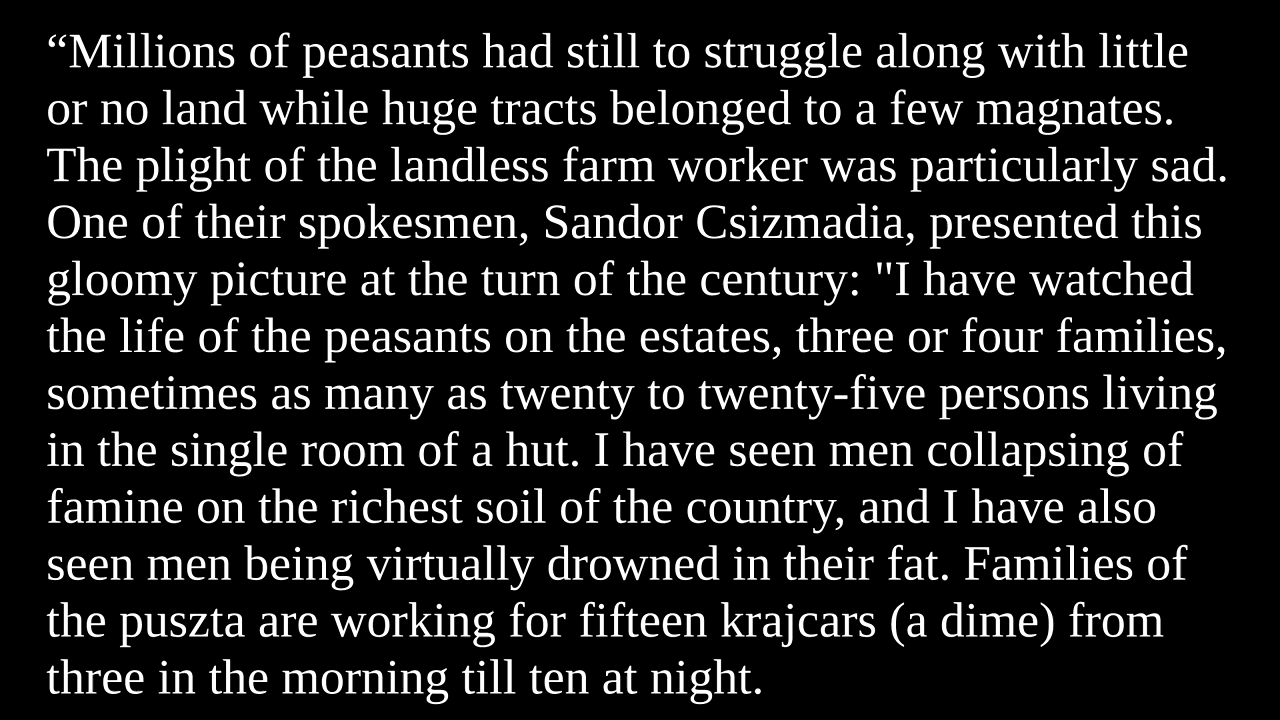 “Millions of peasants had still to struggle along with little
or no land while huge tracts belonged to a few magnates.
The plight of the landless farm worker was particularly sad.
One of their spokesmen, Sandor Csizmadia, presented this
gloomy picture at the turn of the century: "I have watched
the life of the peasants on the estates, three or four families,
sometimes as many as twenty to twenty-five persons living
in the single room of a hut. I have seen men collapsing of
famine on the richest soil of the country, and I have also
seen men being virtually drowned in their fat. Families of
the puszta are working for fifteen krajcars (a dime) from
three in the morning till ten at night.